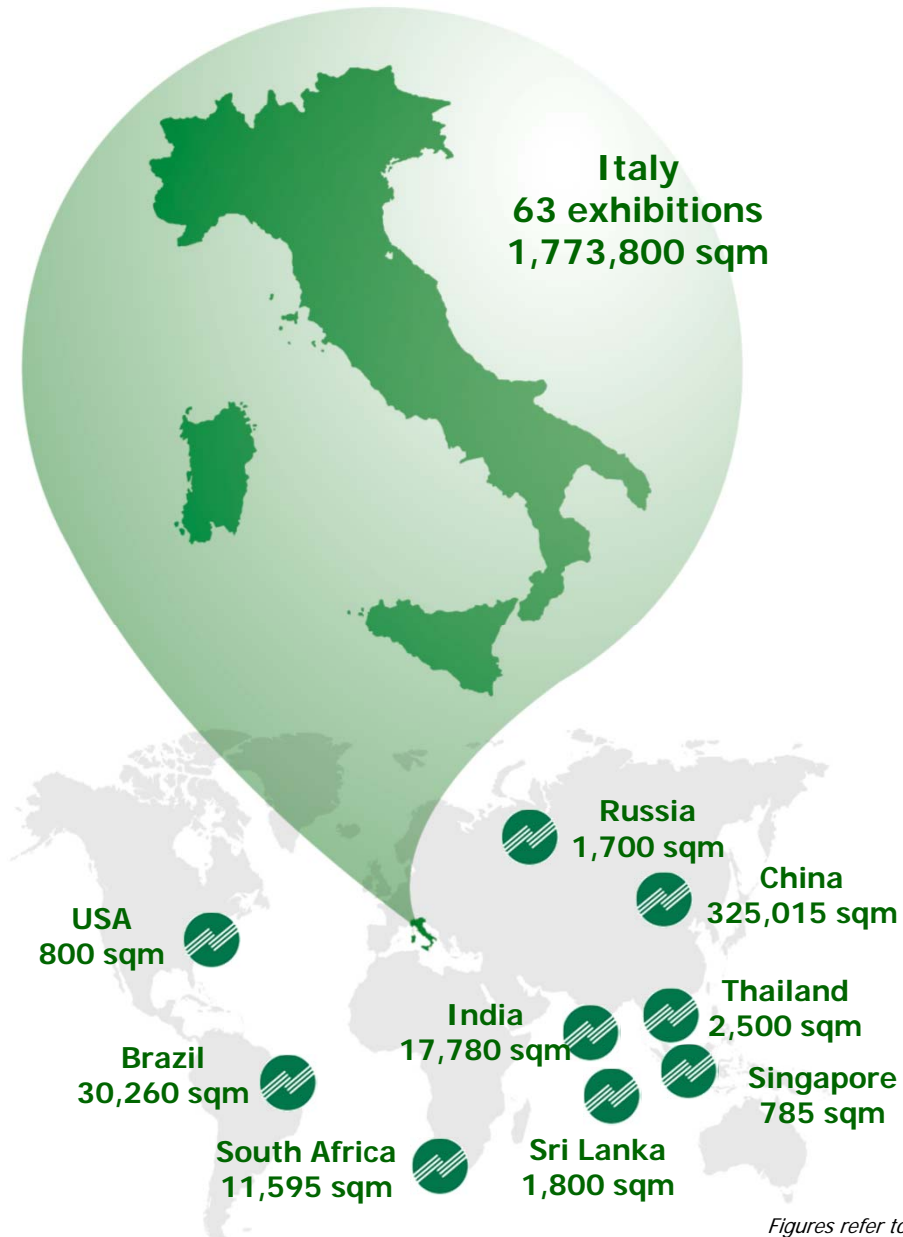 Italy
63 exhibitions
1,773,800 sqm
Russia
1,700 sqm
China
325,015 sqm
USA
800 sqm
Thailand
2,500 sqm
India
17,780 sqm
Brazil
30,260 sqm
Singapore
785 sqm
South Africa
11,595 sqm
Sri Lanka
1,800 sqm
Figures refer to